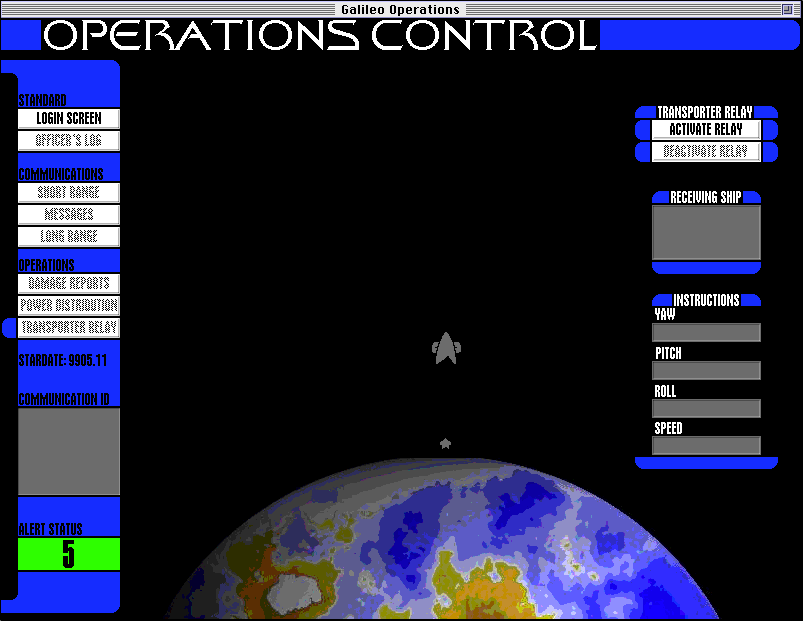 Galileo Operations
OPERATIONS CONTROL
STANDARD
LOGIN SCREEN
OFFICER'S LOG
COMMUNICATIONS
SHORT RANGE
MESSAGES
LONG RANGE
OPERATIONS
DAMAGE REPORTS
POWER DISTRIBUTION
TRANSPORTER RELAY
STARDATE: 9905.11
COMMUNICATION ID
ALERT STATUS
5
TRANSPORTER RELAY
ACTIVATE RELAY
DEACTIVATE RELAY
RECEIVING SHIP
INSTRUCTIONS
YAW
PITCH
ROLL
SPEED